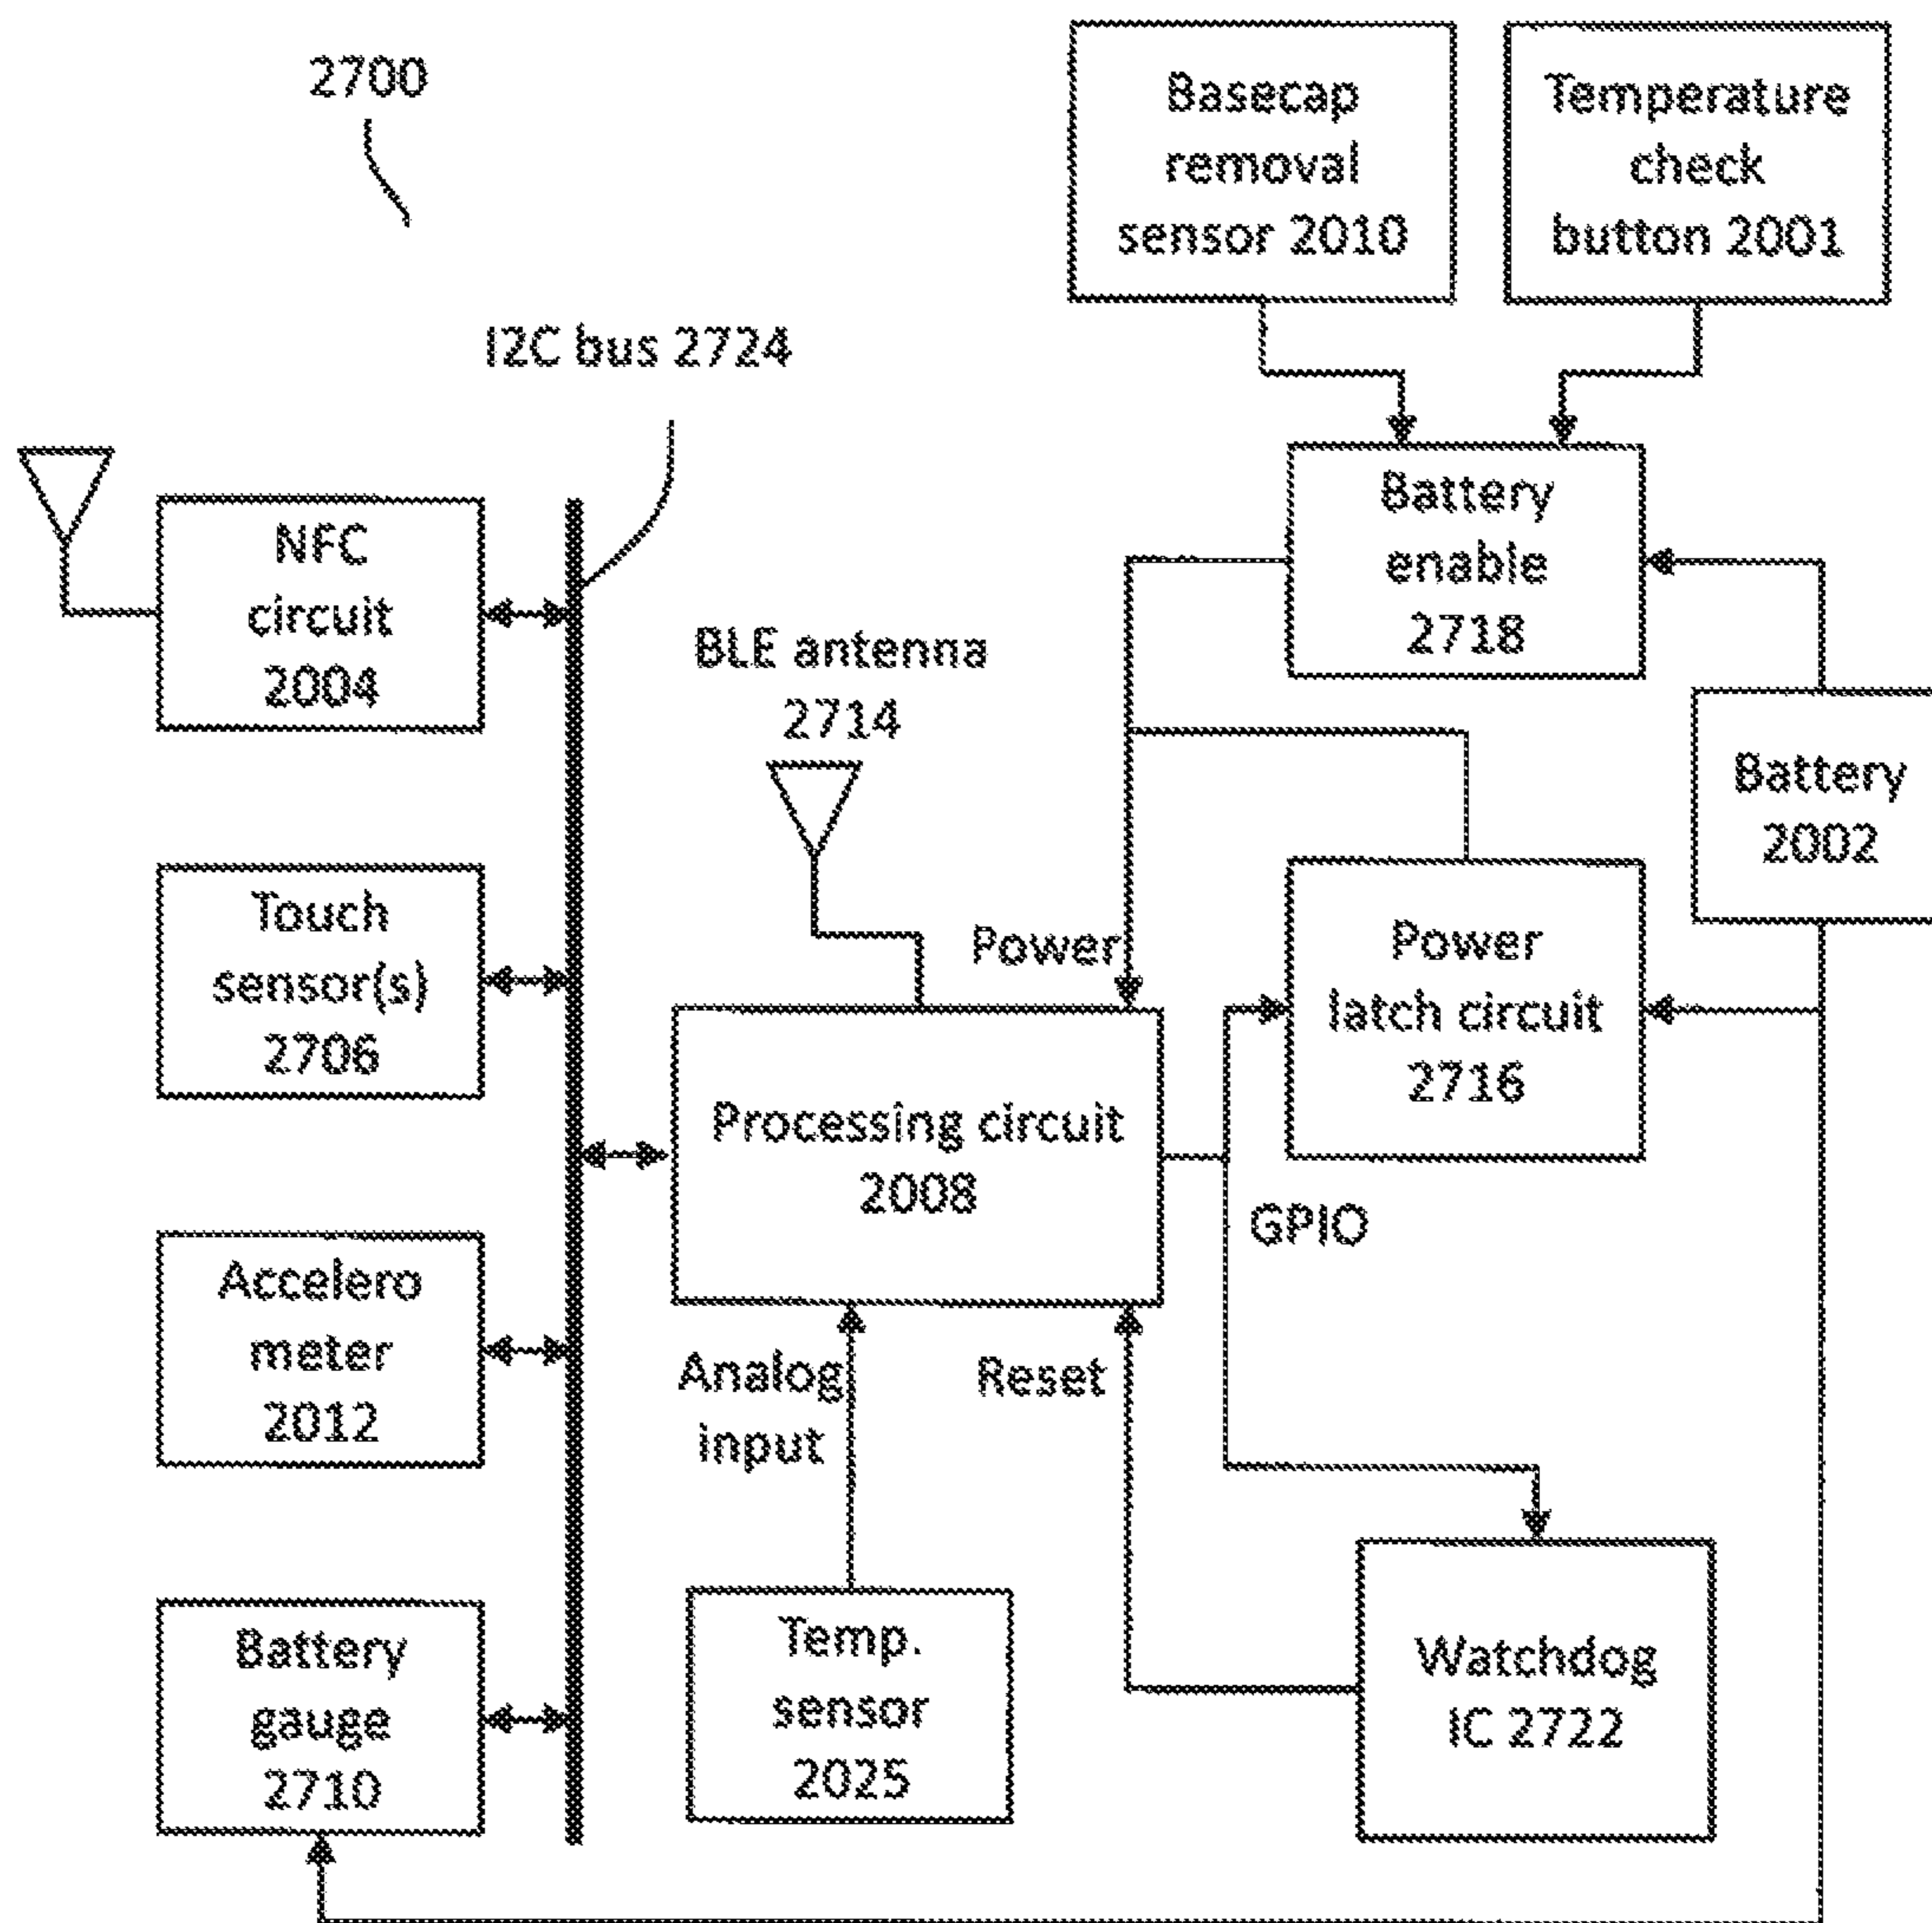 2700
Basecap
removal
sensor 2010
Temperature
check
button 2001
I2C bus 2724
NFC
circuit
2004
Battery
enable
2718
BLE antenna
2714
Battery
2002
Touch
sensor(s)
2706
Power
Power
latch circuit
2716
Processing circuit
2008
GPIO
Accelero
meter
2012
Analog
input
Reset
Battery
gauge
2710
Temp.
sensor
2025
Watchdog
IC 2722